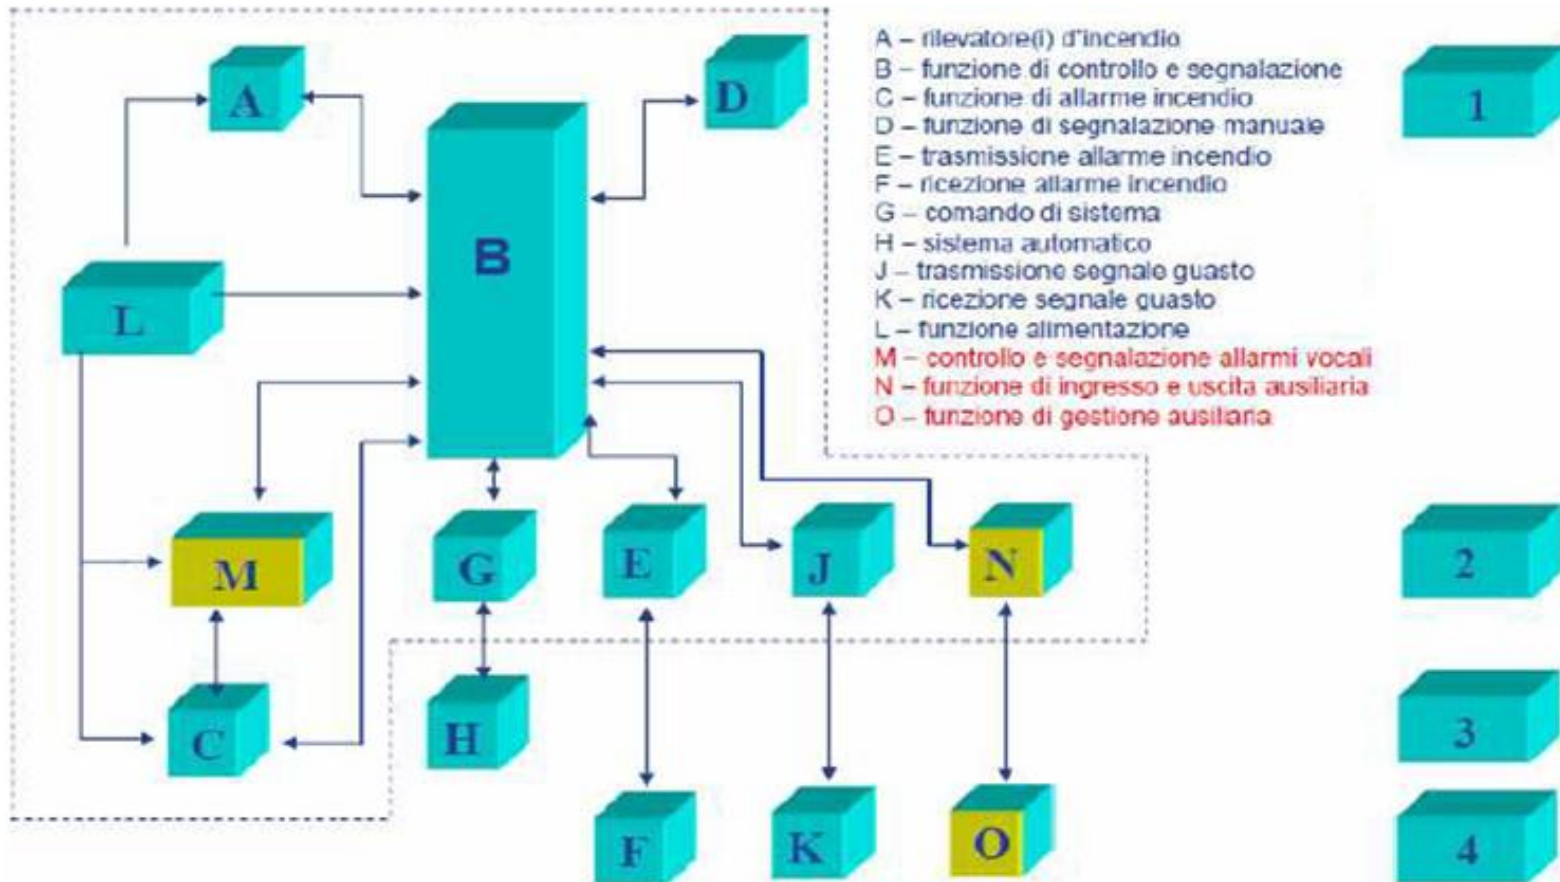 A – rilevatore(i) d'incendio
B – funzione di controllo e segnalazione
C – funzione di allarme incendio
D – funzione di segnalazione manuale
E – trasmissione allarme incendio
F – ricezione allarme incendio
G – comando di sistema
H – sistema automatico
J – trasmissione segnale guasto
K – ricezione segnale guasto
L – funzione alimentazione
M – controllo e segnalazione allarmi vocali
N – funzione di ingresso e uscita ausiliaria
O – funzione di gestione ausiliaria
A
D
1
B
L
M
G
E
J
N
2
C
H
3
F
K
O
4